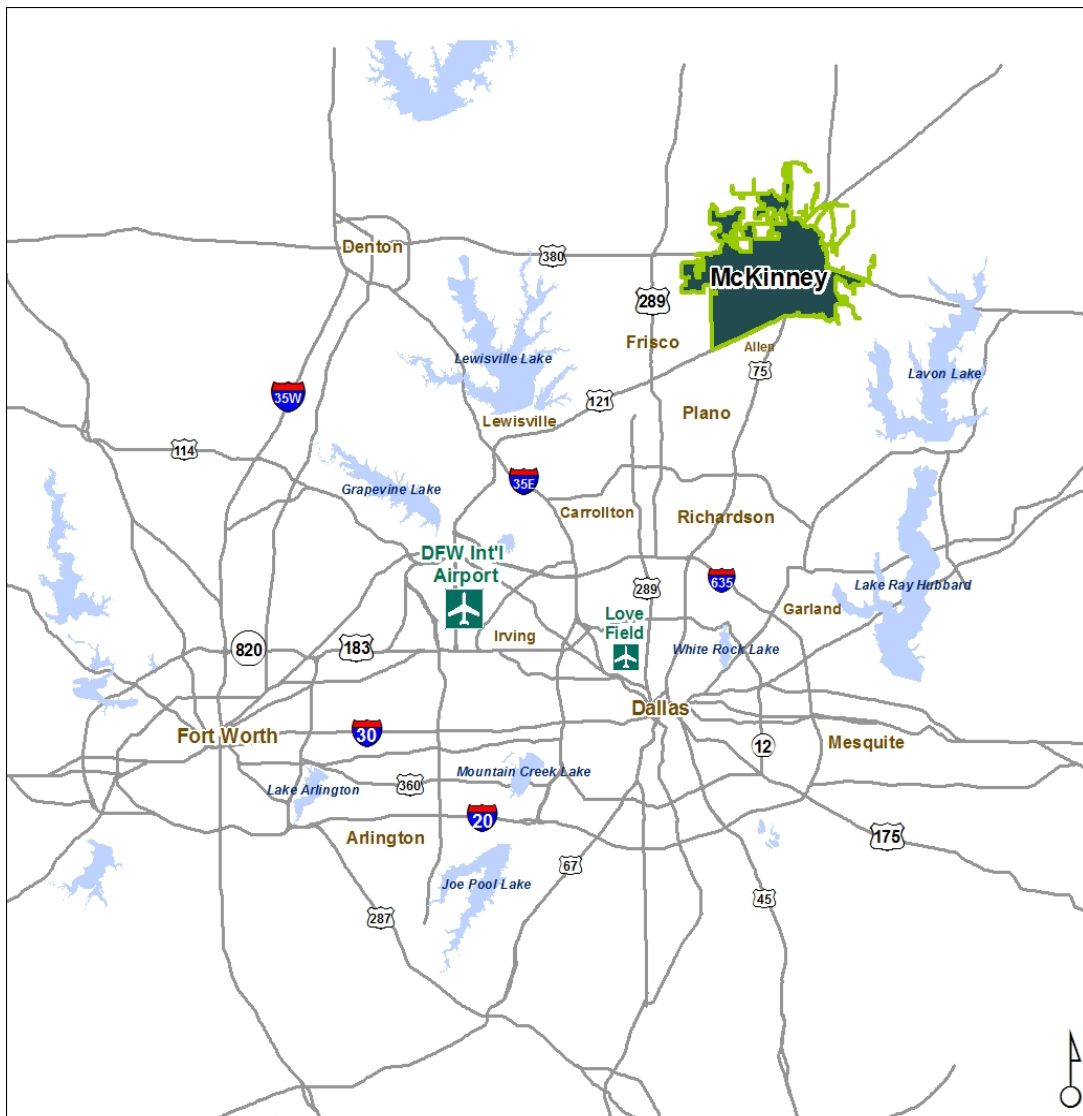 Denton
380
McKinney
289
Frisco
Allen
Lewisville Lake
75
Lavon Lake
35W
121
Lewisville
Plano
114
35E
Grapevine Lake
Carrollton
Richardson
DFW Int'l
Airport
635
289
Lake Ray Hubbard
Love
Field
Garland
Irving
820
183
White Rock Lake
Dallas
Fort Worth
30
12
Mesquite
Mountain Creek Lake
360
Lake Arlington
20
Arlington
175
67
Joe Pool Lake
45
287